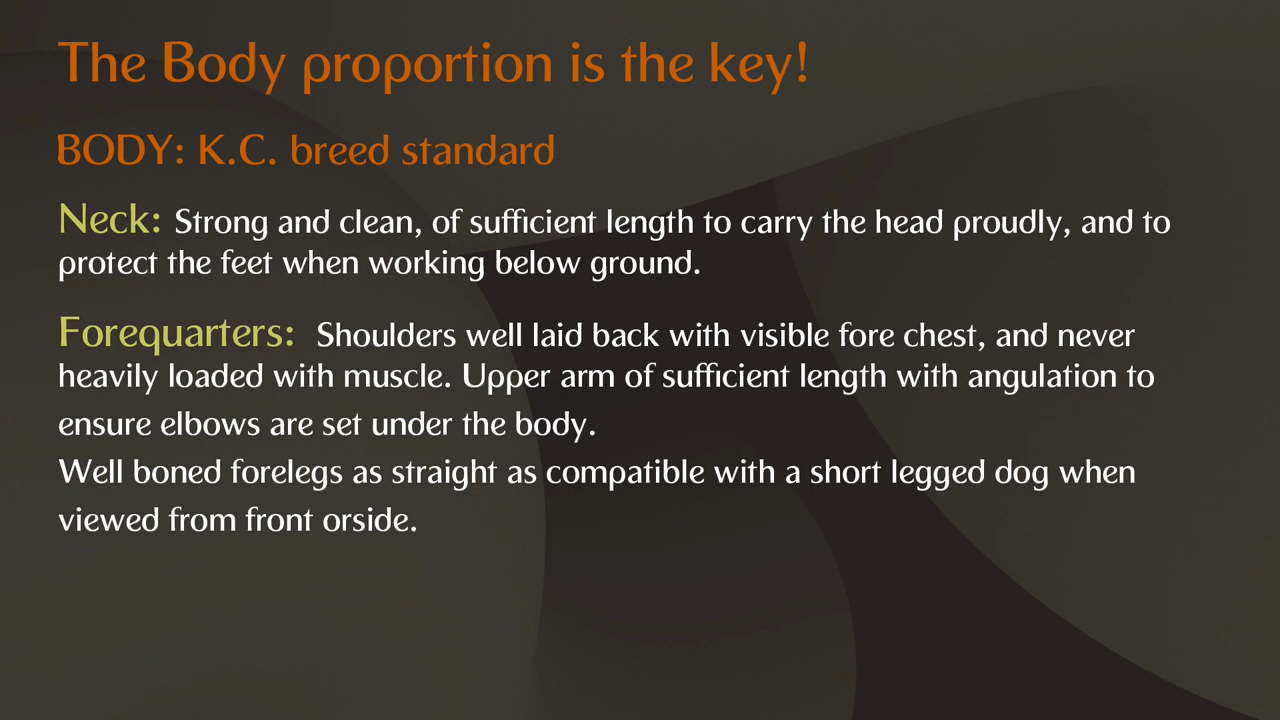 The Body proportion is the key!
BODY: K.C. breed standard
Neck: Strong and clean, of sufficient length to carry the head proudly, and to
protect the feet when working below ground.
Forequarters: Shoulders well laid back with visible fore chest, and never
heavily loaded with muscle. Upper arm of sufficient length with angulation to
ensure elbows are set under the body.
Well boned forelegs as straight as compatible with a short legged dog when
viewed from front orside.